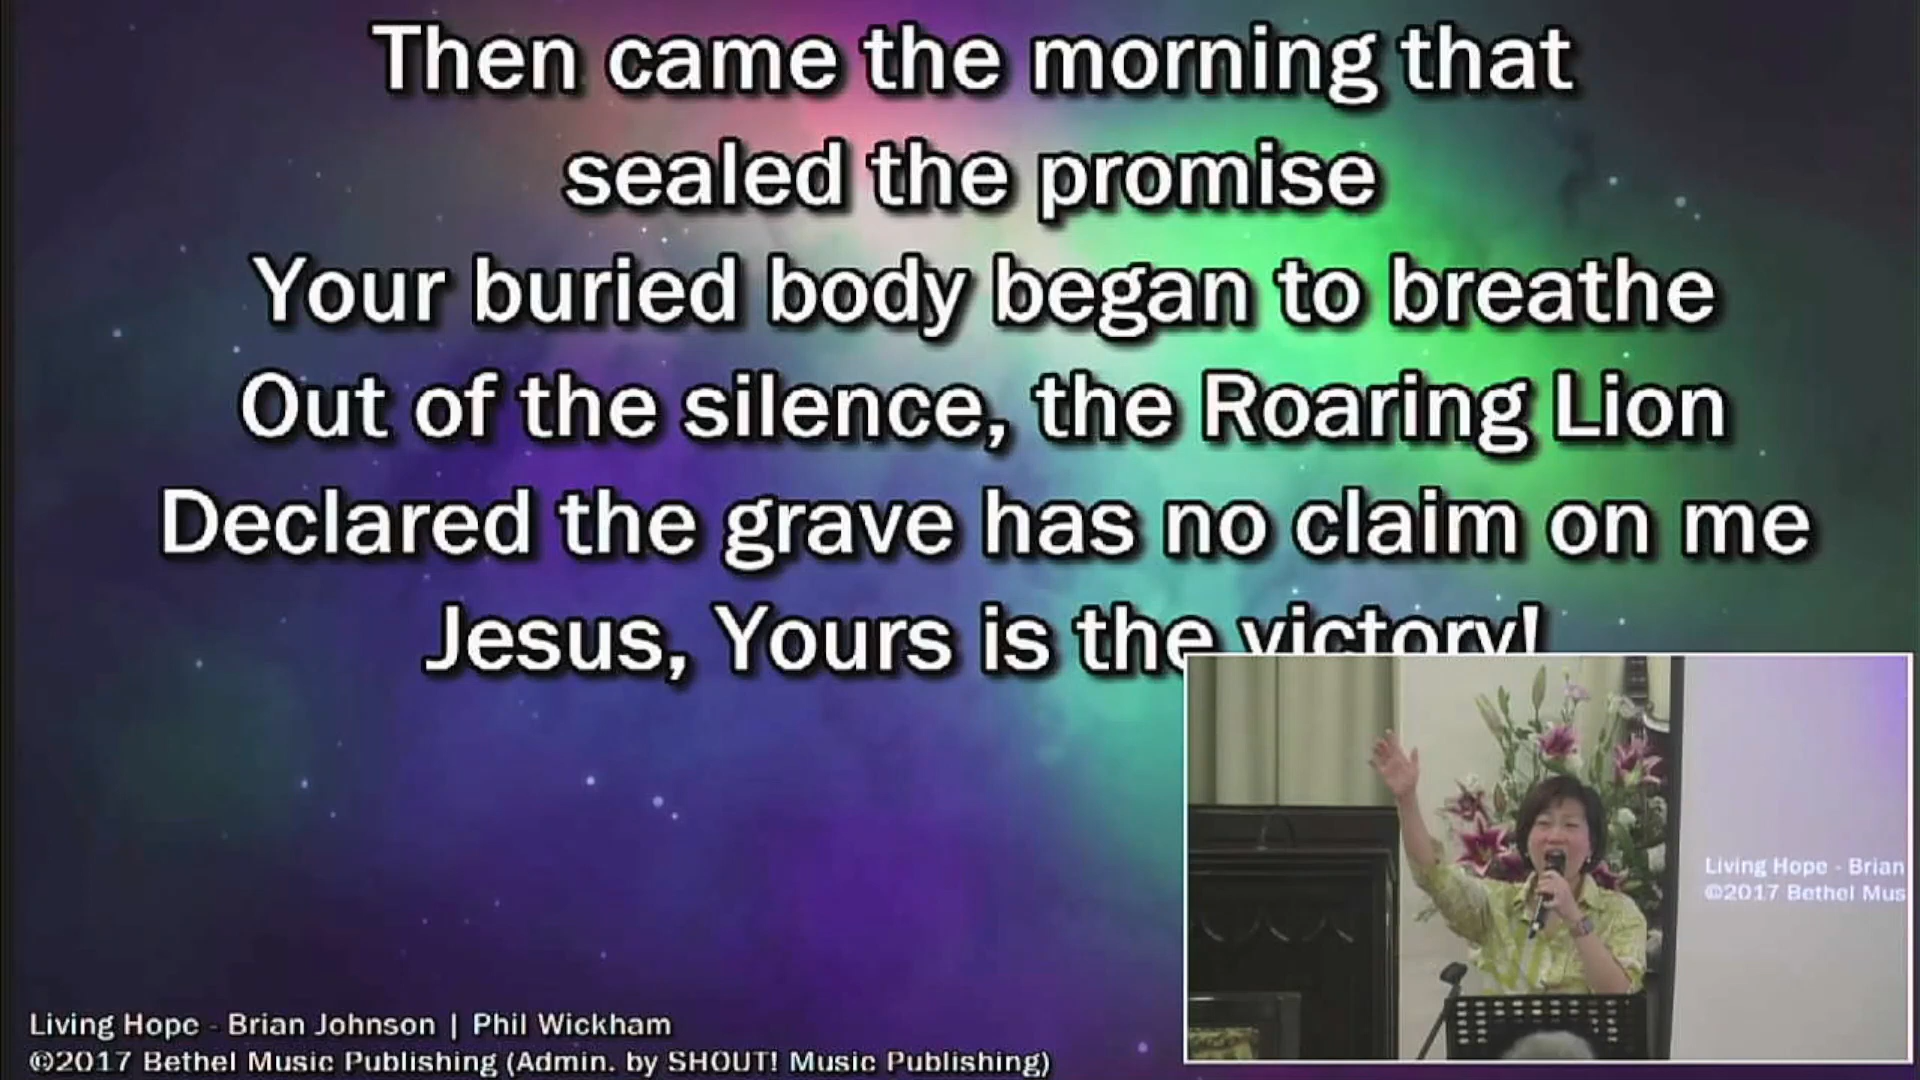 Then came the morning that
sealed the promise
Your buried body began to breathe
Out of the silence, the Roaring Lion
Declared the grave has no claim on me
Jesus, Yours is the victory!
Living Hope - Brian
©2017 Bethel Mus
Living Hope - Brian Johnson | Phil Wickham
©2017 Bethel Music Publishing (Admin. by SHOUT! Music Publishing)